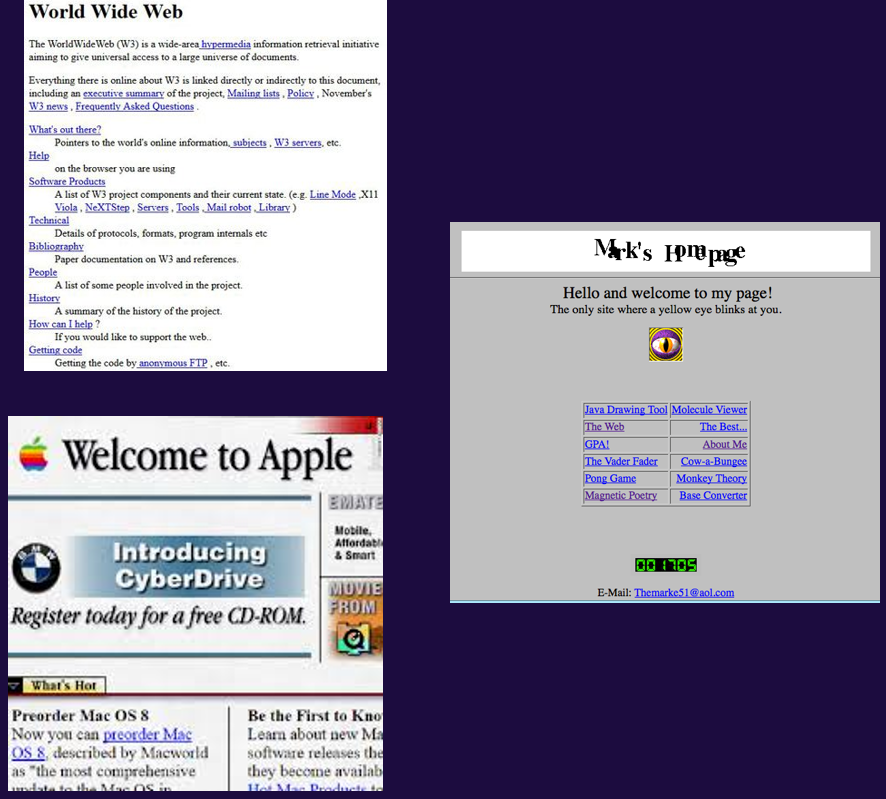 World Wide Web
The WorldWideWeb (W3) is a wide-area hypermedia information retrieval initiative
aiming to give universal access to a large universe of documents.
Everything there is online about W3 is linked directly or indirectly to this document,
including an executive summary of the project, Mailing lists , Policy , November's
W3 news , Frequently Asked Questions .
What's out there?
Pointers to the world's online information, subjects , W3 servers, etc.
Help
on the browser you are using
Software Products
A list of W3 project components and their current state. (e.g. Line Mode ,X11
Viola , NeXTStep , Servers , Tools , Mail robot , Library )
Technical
Details of protocols, formats, program internals etc
Bibliography
Paper documentation on W3 and references.
People
A list of some people involved in the project.
History
A summary of the history of the project.
How can I help ?
If you would like to support the web..
Getting code
Getting the code by anonymous FTP , etc.
Mark's Homepage
Hello and welcome to my page!
The only site where a yellow eye blinks at you.
Java Drawing Tool Molecule Viewer
The Web The Best...
GPA! About Me
The Vader Fader Cow-a-Bungee
Pong Game Monkey Theory
Magnetic Poetry Base Converter
001705
E-Mail: Themarke51@aol.com
Welcome to Apple
BMW
Introducing
CyberDrive
Register today for a free CD-ROM.
EMATE
Mobile,
Affordabl
& Smart
MOVIE
FROM
What's Hot
Preorder Mac OS 8
Now you can preorder Mac
OS 8, described by Macworld
as "the most comprehensive
update to the Mac OS in
Be the First to Kno
Learn about new Ma
software releases the
they become availab
Hot Mac Products to